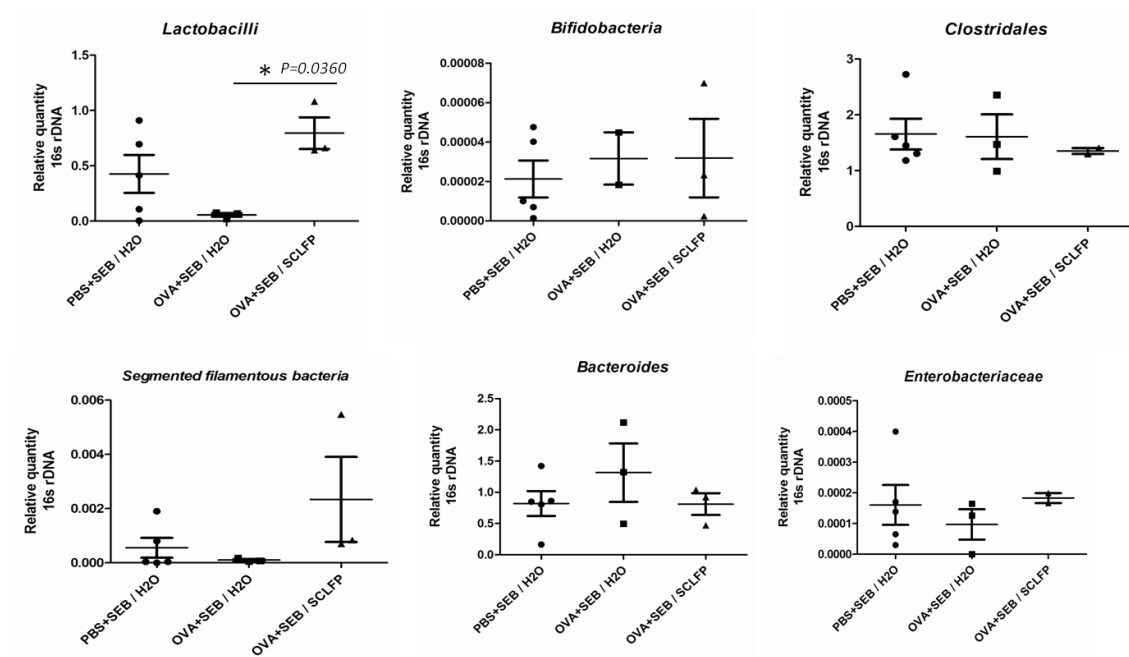 Lactobacilli
Relative quantity
16s rDNA
1.5
1.0
0.5
0.0
* P=0.0360
PBS+SEB / H2O
OVA+SEB / H2O
OVA+SEB / SCLFP
Bifidobacteria
Relative quantity
16s rDNA
0.00008
0.00006
0.00004
0.00002
0.00000
PBS+SEB / H2O
OVA+SEB / H2O
OVA+SEB / SCLFP
Clostridales
Relative quantity
16s rDNA
3
2
1
0
PBS+SEB / H2O
OVA+SEB / H2O
OVA+SEB / SCLFP
Segmented filamentous bacteria
Relative quantity
16s rDNA
0.006
0.004
0.002
0.000
PBS+SEB / H2O
OVA+SEB / H2O
OVA+SEB / SCLFP
Bacteroides
Relative quantity
16s rDNA
2.5
2.0
1.5
1.0
0.5
0.0
PBS+SEB / H2O
OVA+SEB / H2O
OVA+SEB / SCLFP
Enterobacteriaceae
Relative quantity
16s rDNA
0.0005
0.0004
0.0003
0.0002
0.0001
0.0000
PBS+SEB / H2O
OVA+SEB / H2O
OVA+SEB / SCLFP